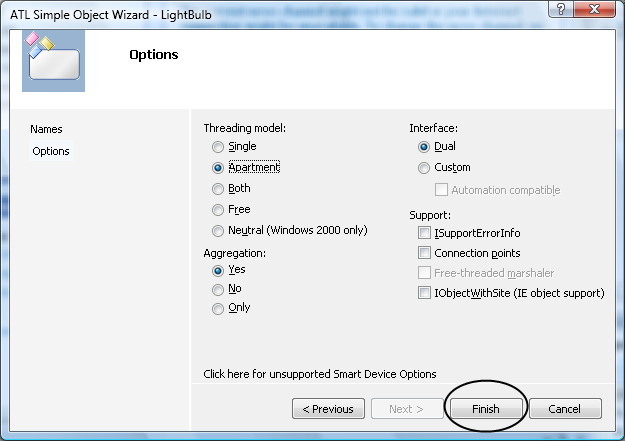 ATL Simple Object Wizard - LightBulb
Options
Names
Options
Threading model:
Single
Apartment
Both
Free
Neutral (Windows 2000 only)
Aggregation:
Yes
No
Only
Interface:
Dual
Custom
Automation compatible
Support:
ISupportErrorInfo
Connection points
Free-threaded marshaler
IObjectWithSite (IE object support)
Click here for unsupported Smart Device Options
< Previous
Next >
Finish
Cancel